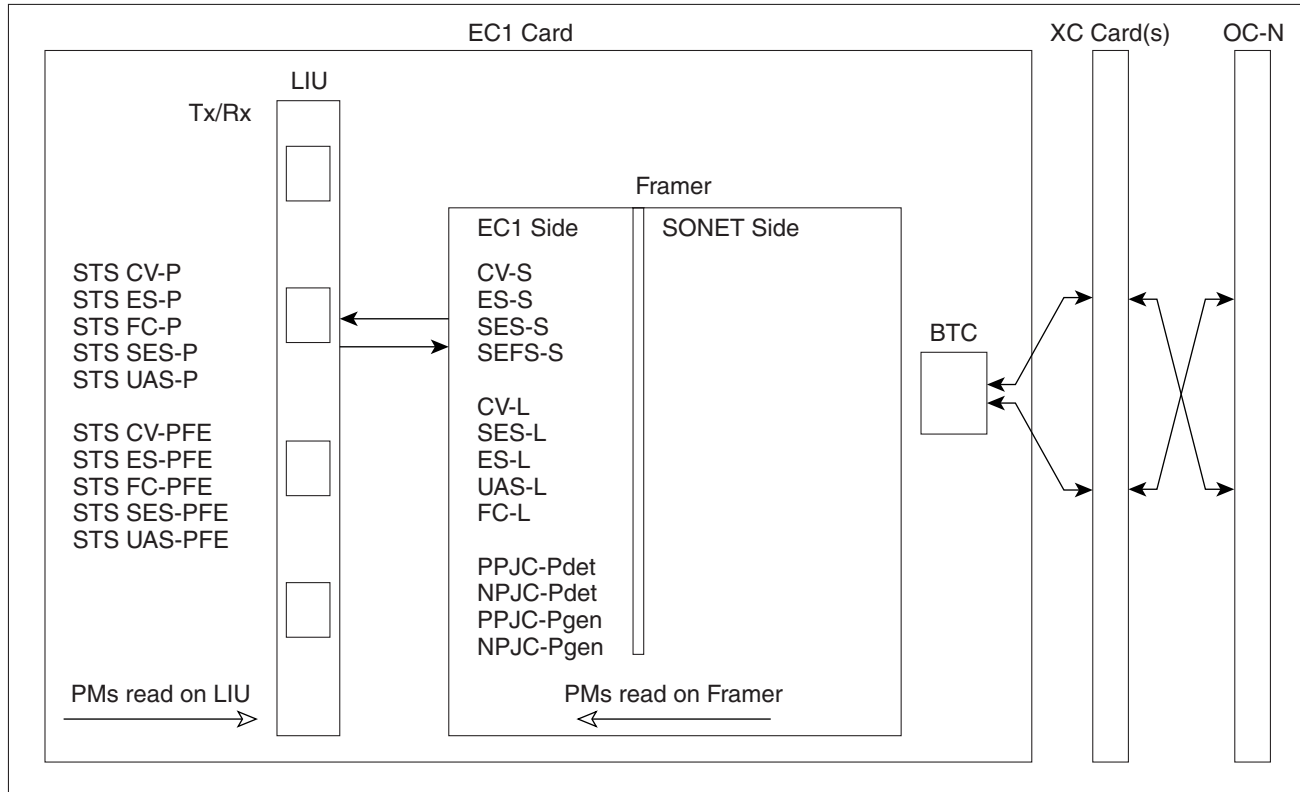 EC1 Card
XC Card(s)
OC-N
LIU
Tx/Rx
Framer
EC1 Side
SONET Side
STS CV-P
STS ES-P
STS FC-P
STS SES-P
STS UAS-P
STS CV-PFE
STS ES-PFE
STS FC-PFE
STS SES-PFE
STS UAS-PFE
CV-S
ES-S
SES-S
SEFS-S
CV-L
SES-L
ES-L
UAS-L
FC-L
PPJC-Pdet
NPJC-Pdet
PPJC-Pgen
NPJC-Pgen
BTC
PMs read on LIU
PMs read on Framer